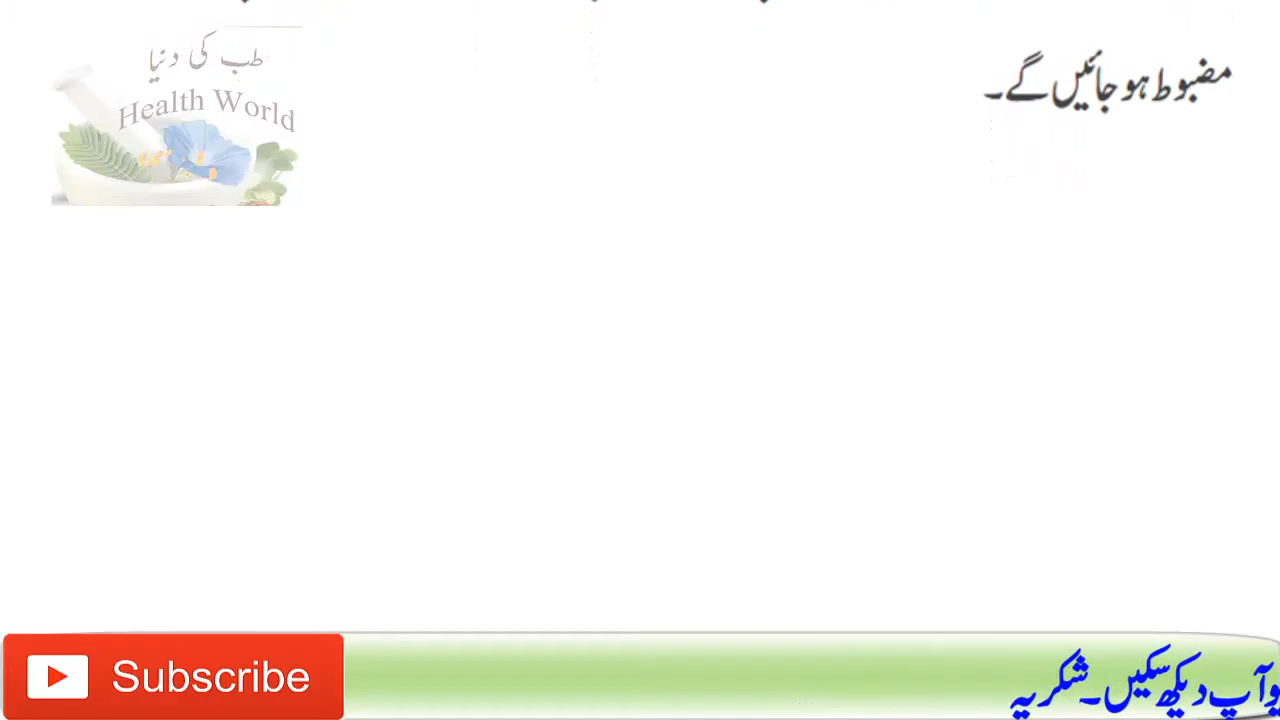 مضبوط ہو جائیں گے۔
طب کی دنیا
Health World
Subscribe
آپ دیکھ سکیں۔ شکریہ